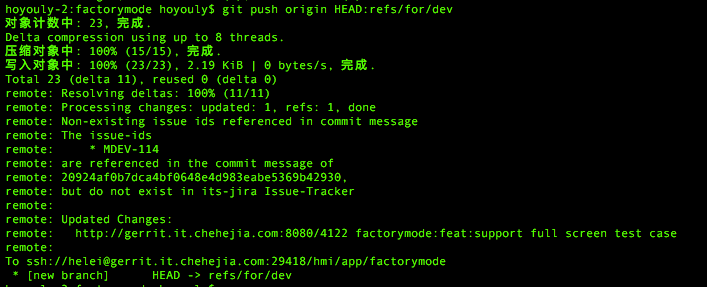 hoyouly-2:factorymode hoyouly$ git push origin HEAD:refs/for/dev
对象计数中: 23, 完成.
Delta compression using up to 8 threads.
压缩对象中: 100% (15/15), 完成.
写入对象中: 100% (23/23), 2.19 KiB | 0 bytes/s, 完成.
Total 23 (delta 11), reused 0 (delta 0)
remote: Resolving deltas: 100% (11/11)
remote: Processing changes: updated: 1, refs: 1, done
remote: Non-existing issue ids referenced in commit message
remote: The issue-ids
remote:     * MDEV-114
remote: are referenced in the commit message of
remote: 20924af0b7dca4bf0648e4d983eabe5369b42930,
remote: but do not exist in its-jira Issue-Tracker
remote:
remote: Updated Changes:
remote:   http://gerrit.it.chehejia.com:8080/4122 factorymode:feat:support full screen test case
remote:
To ssh://helei@gerrit.it.chehejia.com:29418/hmi/app/factorymode
 * [new branch]      HEAD -> refs/for/dev